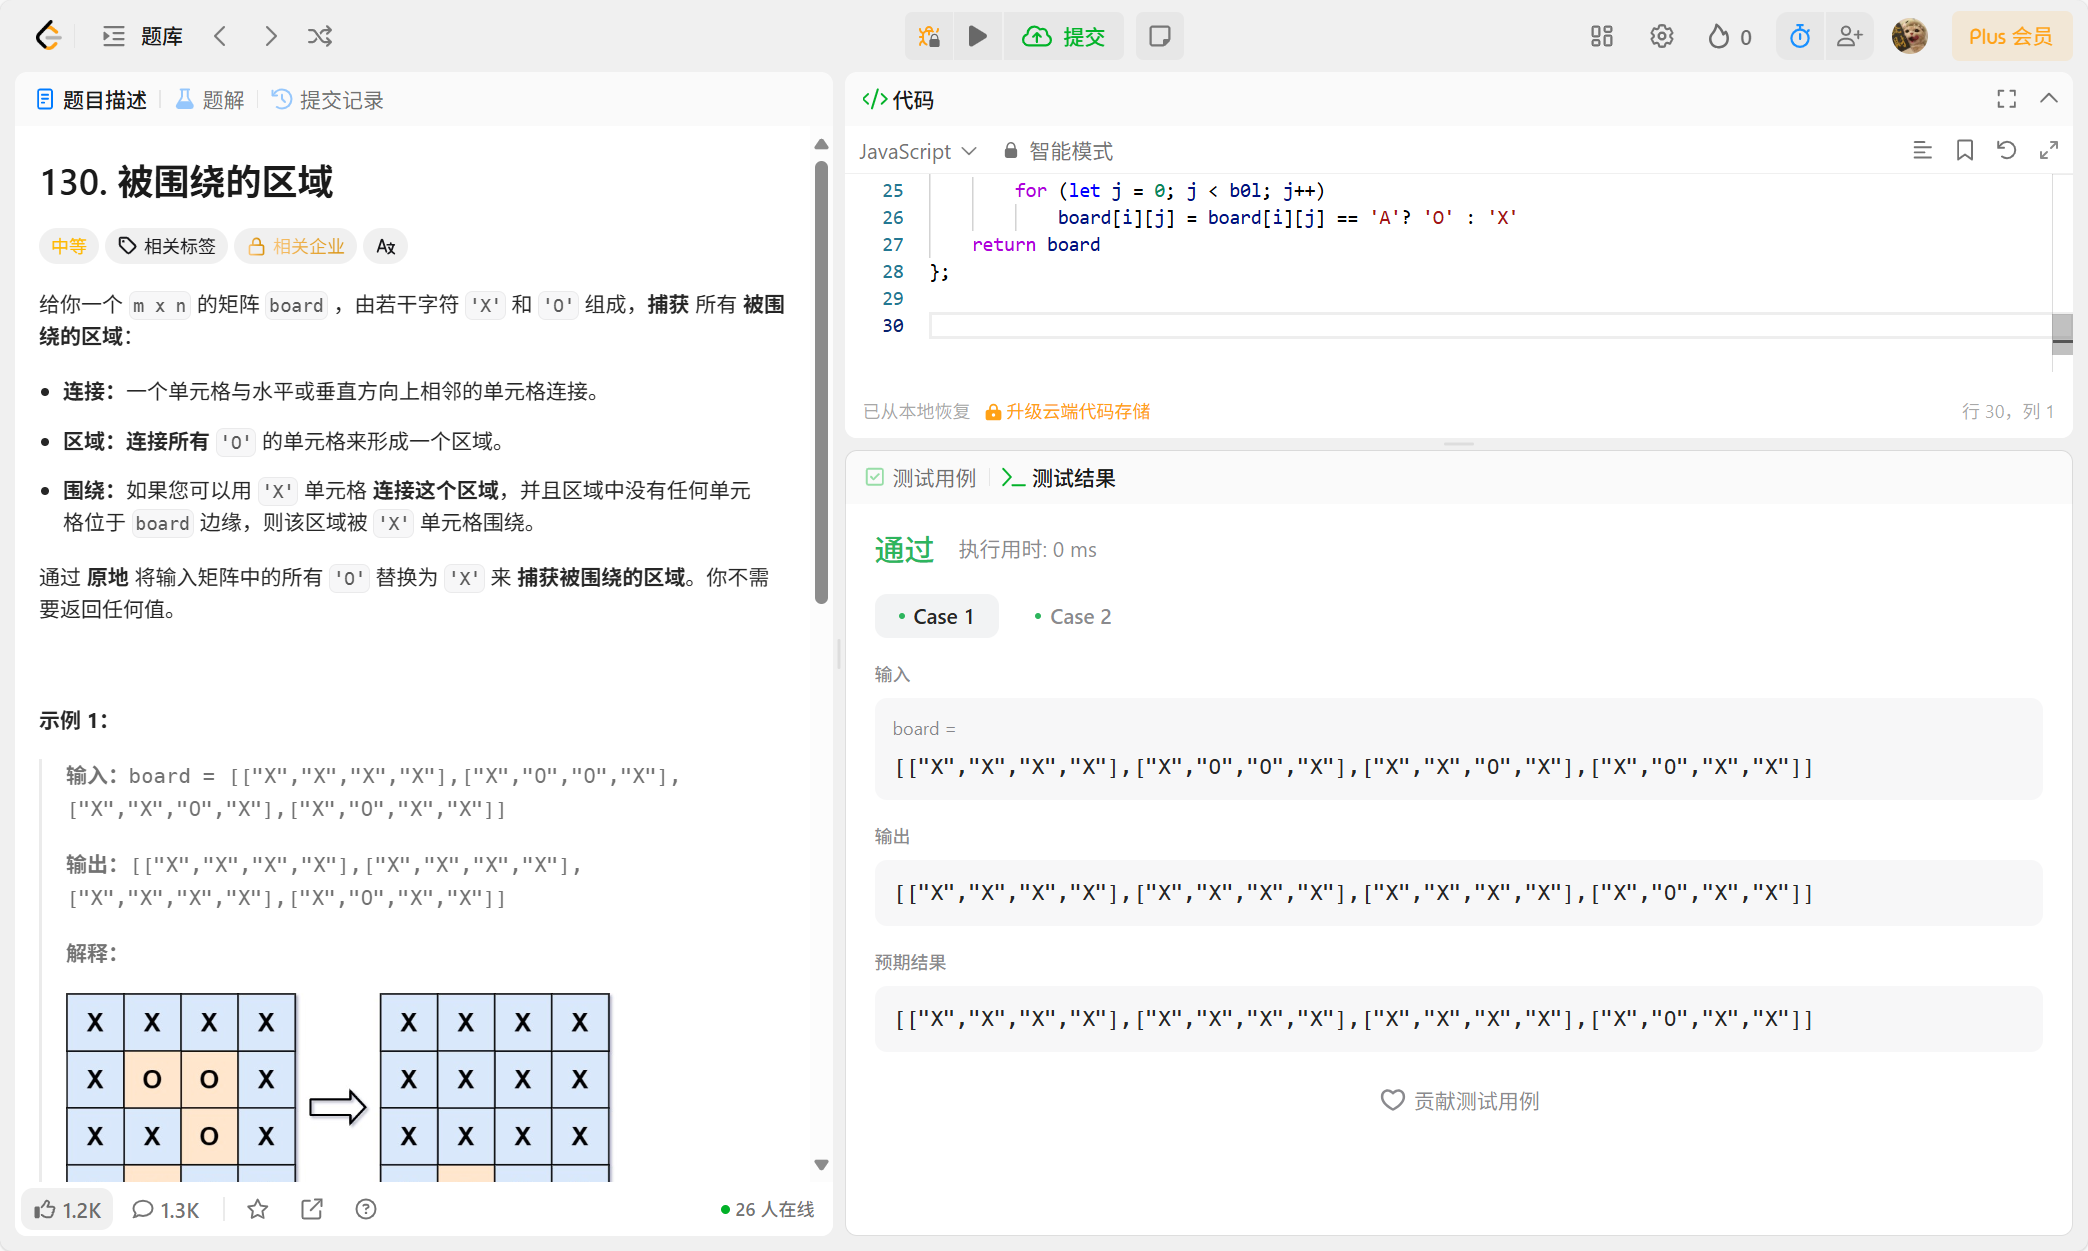 题库
提交
0
Plus 会员
题目描述
题解
提交记录
130. 被围绕的区域
中等
相关标签
相关企业
给你一个 m x n 的矩阵 board ，由若干字符 'X' 和 'O' 组成，捕获 所有 被围
绕的区域：
连接：一个单元格与水平或垂直方向上相邻的单元格连接。
区域：连接所有 'O' 的单元格来形成一个区域。
围绕：如果您可以用 'X' 单元格 连接这个区域，并且区域中没有任何单元
格位于 board 边缘，则该区域被 'X' 单元格围绕。
通过 原地 将输入矩阵中的所有 'O' 替换为 'X' 来 捕获被围绕的区域。你不需
要返回任何值。
示例 1：
输入：board = [["X","X","X","X"],["X","O","O","X"],
["X","X","O","X"],["X","O","X","X"]]
输出：[["X","X","X","X"],["X","X","X","X"],
["X","X","X","X"],["X","O","X","X"]]
解释：
X X X X X X X X
X O O X X X X X
X X O X X X X X
1.2K
1.3K
26 人在线
</>代码
JavaScript
智能模式
25 for (let j = 0; j < b0l; j++)
26 board[i][j] = board[i][j] == 'A'? 'O' : 'X'
27 return board
28 };
29
30
已从本地恢复
升级云端代码存储
行 30，列 1
测试用例
测试结果
通过
执行用时: 0 ms
Case 1
Case 2
输入
board =
[["X","X","X","X"],["X","O","O","X"],["X","X","O","X"],["X","O","X","X"]]
输出
[["X","X","X","X"],["X","X","X","X"],["X","X","X","X"],["X","O","X","X"]]
预期结果
[["X","X","X","X"],["X","X","X","X"],["X","X","X","X"],["X","O","X","X"]]
贡献测试用例